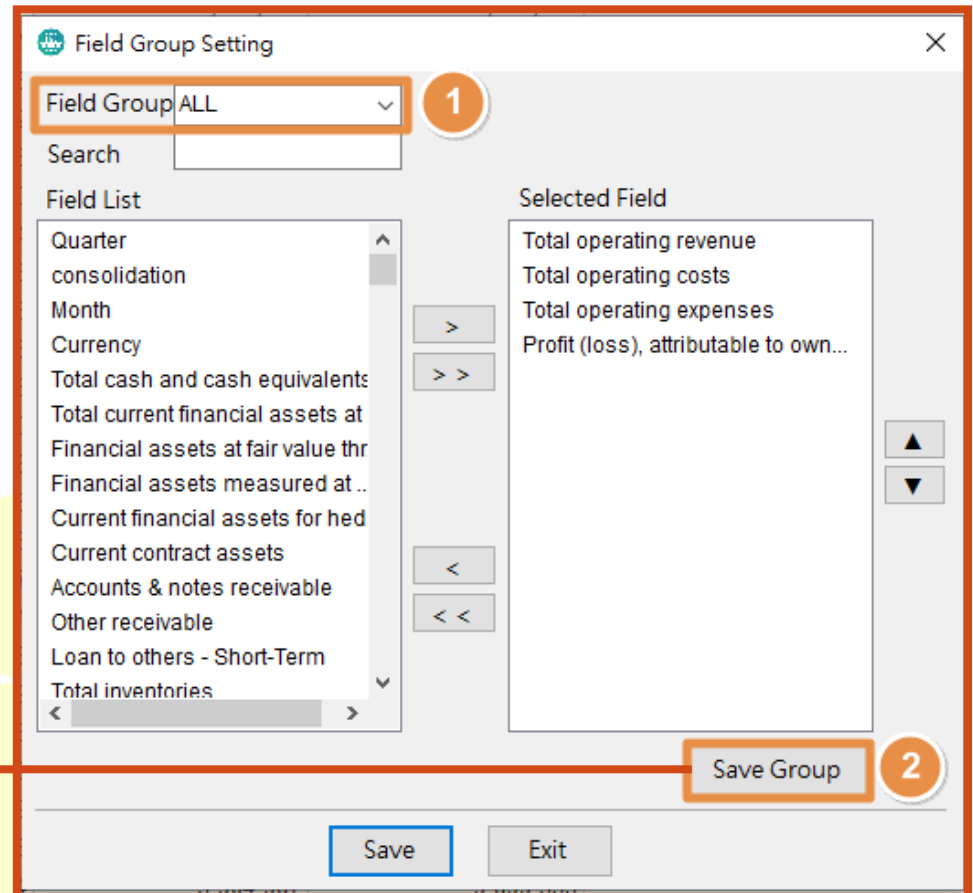 Field Group Setting
Field Group ALL
1
Search
Field List
Selected Field
Quarter
consolidation
Month
Currency
Total cash and cash equivalents
Total current financial assets at
Financial assets at fair value thr
Financial assets measured at ..
Current financial assets for hed
Current contract assets
Accounts & notes receivable
Other receivable
Loan to others - Short-Term
Total inventories
>
> >
<
< <
Total operating revenue
Total operating costs
Total operating expenses
Profit (loss), attributable to own...
▲
▼
Save Group
2
Save
Exit